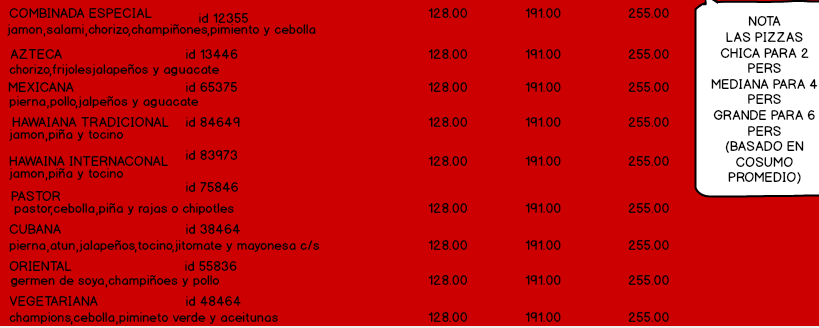 COMBINADA ESPECIAL id 12355 128.00 191.00 255.00
jamon,salami,chorizo,champiñones,pimiento y cebolla
AZTECA id 13446 128.00 191.00 255.00
chorizo,frijolesjalapeños y aguacate
MEXICANA id 65375 128.00 191.00 255.00
pierna,pollo,jalpeños y aguacate
HAWAIANA TRADICIONAL id 84649 128.00 191.00 255.00
jamon,piña y tocino
HAWAINA INTERNACONAL id 83973 128.00 191.00 255.00
jamon,piña y tocino
PASTOR id 75846
pastor,cebolla,piña y rajas o chipotles 128.00 191.00 255.00
CUBANA id 38464
pierna,atun,jalapeños,tocino,jitomate y mayonesa c/s 128.00 191.00 255.00
ORIENTAL id 55836
germen de soya,champiñoes y pollo 128.00 191.00 255.00
VEGETARIANA id 48464
champions,cebolla,pimineto verde y aceitunas 128.00 191.00 255.00
NOTA
LAS PIZZAS
CHICA PARA 2
PERS
MEDIANA PARA 4
PERS
GRANDE PARA 6
PERS
(BASADO EN
COSUMO
PROMEDIO)